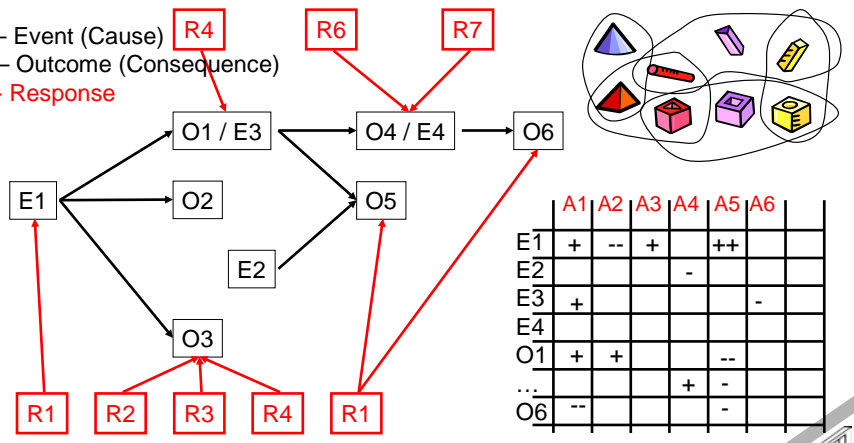 R4 R6 R7
– Event (Cause)
– Outcome (Consequence)
- Response
O1 / E3 O4 / E4 O6
E1 O2 O5
E2
O3
R1 R2 R3 R4 R1
A1 A2 A3 A4 A5 A6
E1 + -- + ++
E2 -
E3 + -
E4
O1 + + --
... + -
O6 -- -